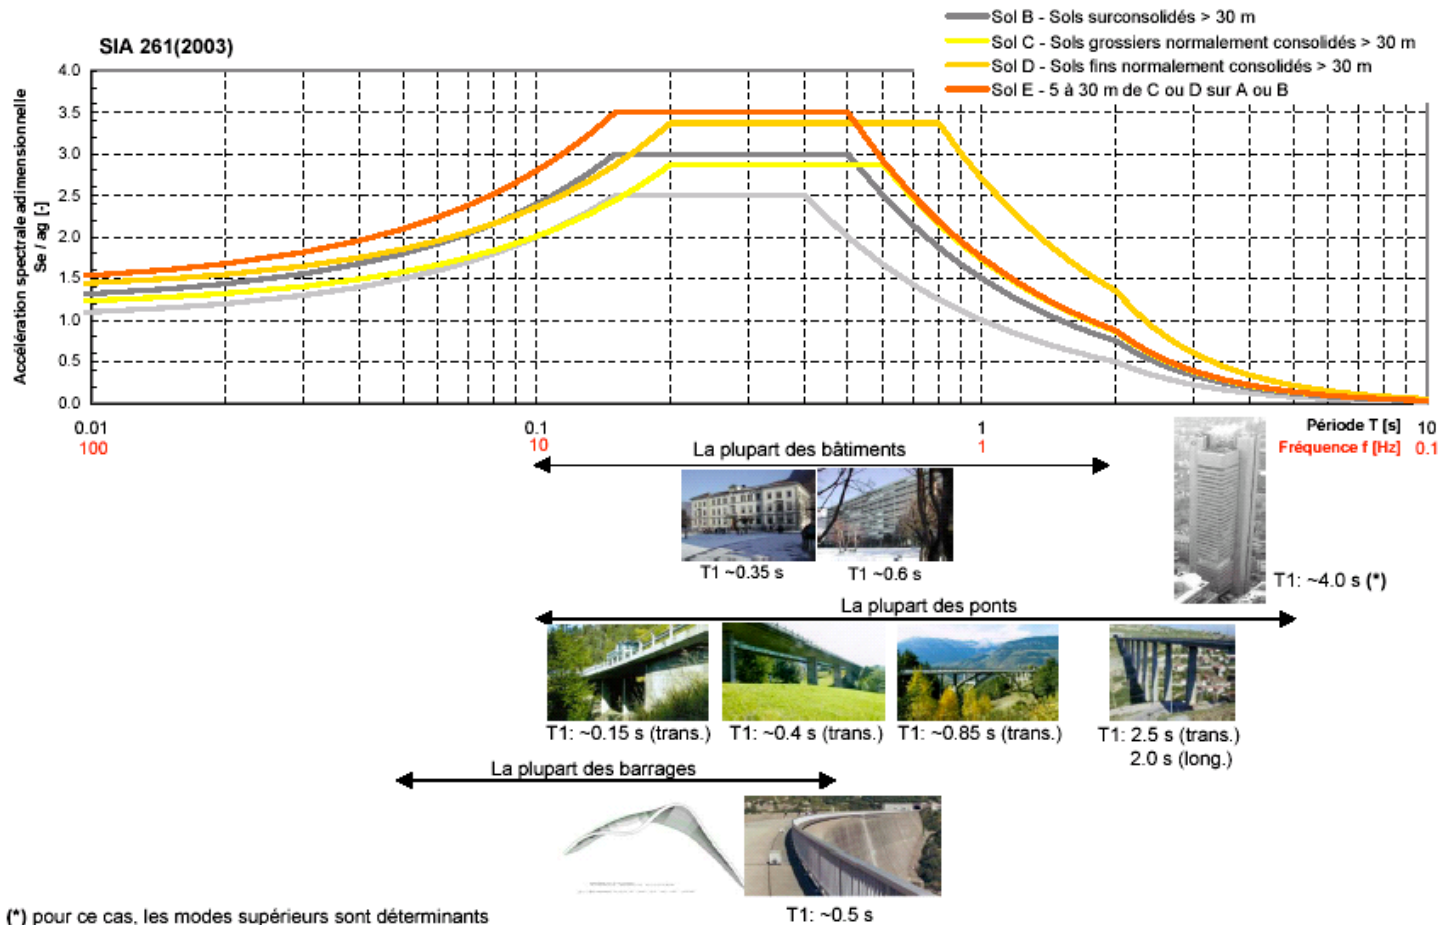 Sol B - Sols surconsolidés > 30 m
Sol C - Sols grossiers normalement consolidés > 30 m
Sol D - Sols fins normalement consolidés > 30 m
Sol E - 5 à 30 m de C ou D sur A ou B
SIA 261(2003)
Accélération spectrale adimensionnelle
Se / ag [-]
4.0
3.5
3.0
2.5
2.0
1.5
1.0
0.5
0.0
0.01 0.1 1 Période T [s] 10
100 10 1 Fréquence f [Hz] 0.1
La plupart des bâtiments
T1 ~0.35 s T1 ~0.6 s
T1: ~4.0 s (*)
La plupart des ponts
T1: ~0.15 s (trans.) T1: ~0.4 s (trans.) T1: ~0.85 s (trans.) T1: 2.5 s (trans.)
2.0 s (long.)
La plupart des barrages
T1: ~0.5 s
(*) pour ce cas, les modes supérieurs sont déterminants